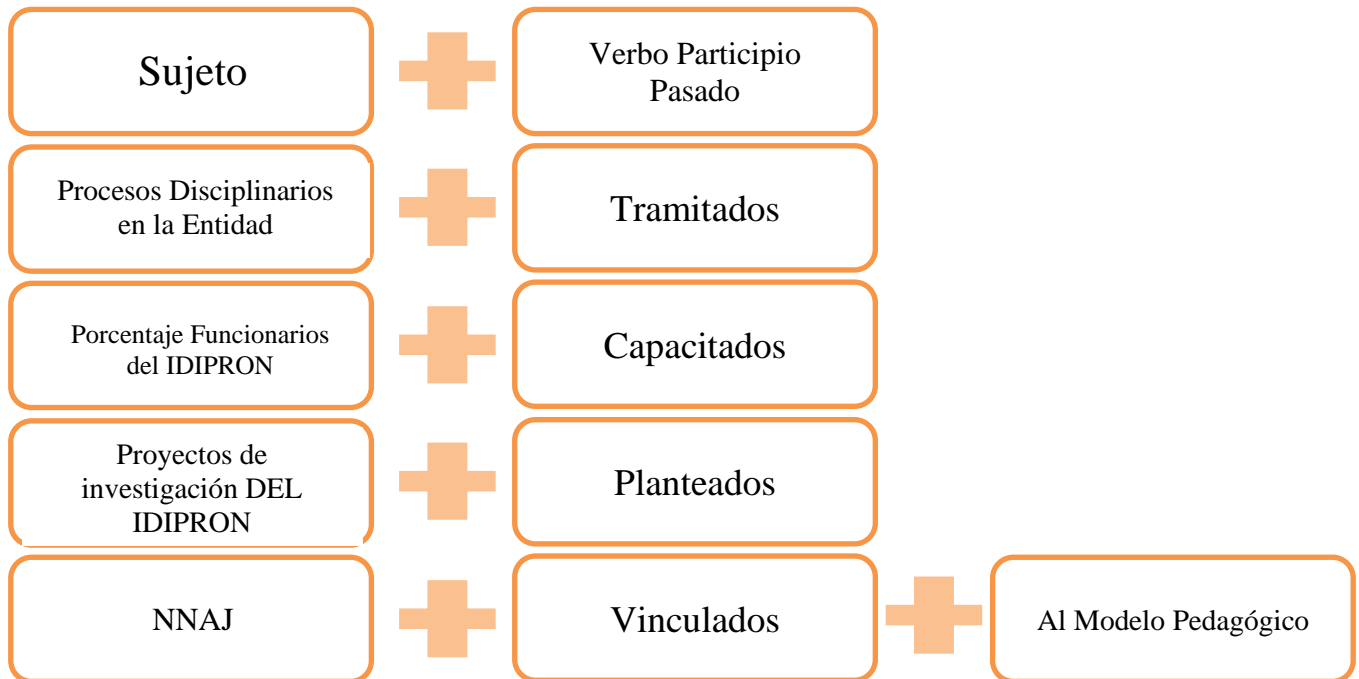 Sujeto
Verbo Participio
Pasado
Procesos Disciplinarios
en la Entidad
Tramitados
Porcentaje Funcionarios
del IDIPRON
Capacitados
Proyectos de
investigación DEL
IDIPRON
Planteados
NNAJ
Vinculados
Al Modelo Pedagógico